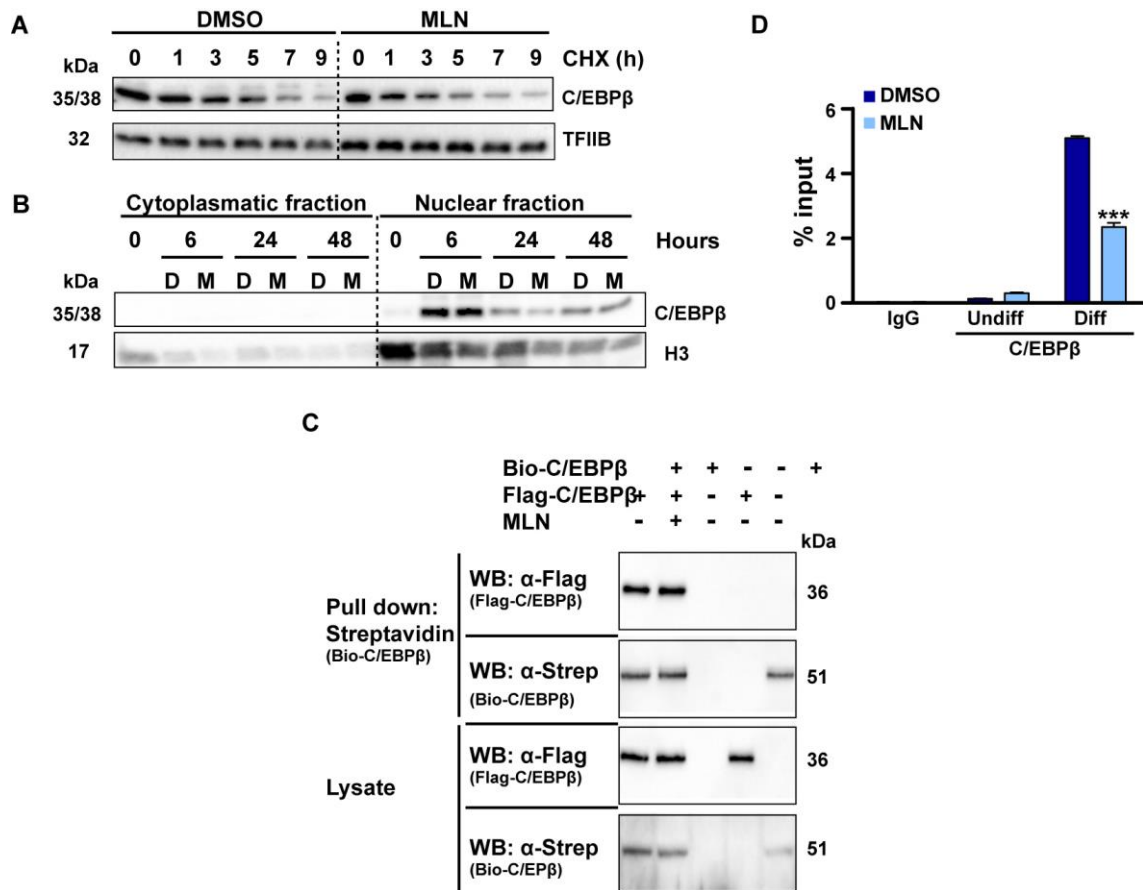 A
DMSO MLN
0 1 3 5 7 9 0 1 3 5 7 9 CHX (h)
kDa
35/38 C/EBPβ
32 TFIIB
B
Cytoplasmatic fraction Nuclear fraction
0 6 24 48 0 6 24 48 Hours
D M D M D M D M D M D M
kDa
35/38 C/EBPβ
17 H3
D
DMSO
MLN
% input
6
4
2
0
***
IgG Undiff Diff
C/EBPβ
C
Bio-C/EBPβ + + - - +
Flag-C/EBPβ + + - + -
MLN - + - - -
kDa
Pull down:
Streptavidin
(Bio-C/EBPβ)
WB: α-Flag 36
(Flag-C/EBPβ)
WB: α-Strep 51
(Bio-C/EBPβ)
Lysate
WB: α-Flag 36
(Flag-C/EBPβ)
WB: α-Strep 51
(Bio-C/EPβ)